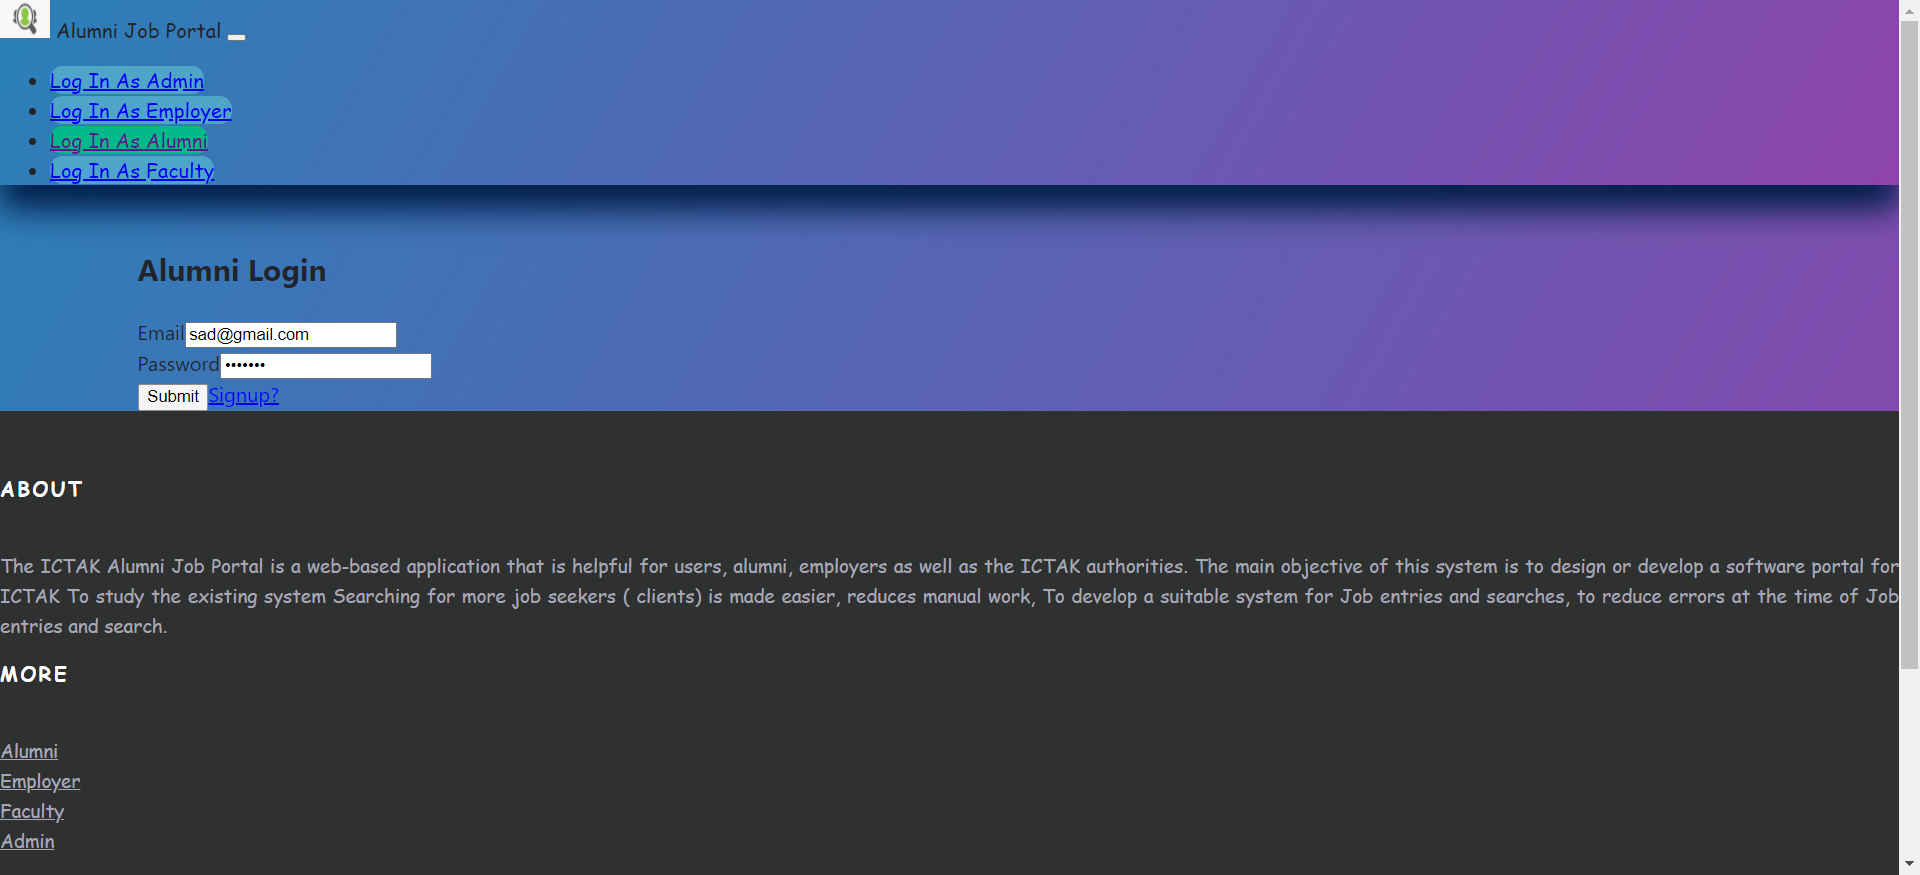 Alumni Job Portal
Log In As Admin
Log In As Employer
Log In As Alumni
Log In As Faculty
Alumni Login
Email sad@gmail.com
Password •••••••
Submit Signup?
ABOUT
The ICTAK Alumni Job Portal is a web-based application that is helpful for users, alumni, employers as well as the ICTAK authorities. The main objective of this system is to design or develop a software portal for
ICTAK To study the existing system Searching for more job seekers ( clients) is made easier, reduces manual work, To develop a suitable system for Job entries and searches, to reduce errors at the time of Job
entries and search.
MORE
Alumni
Employer
Faculty
Admin